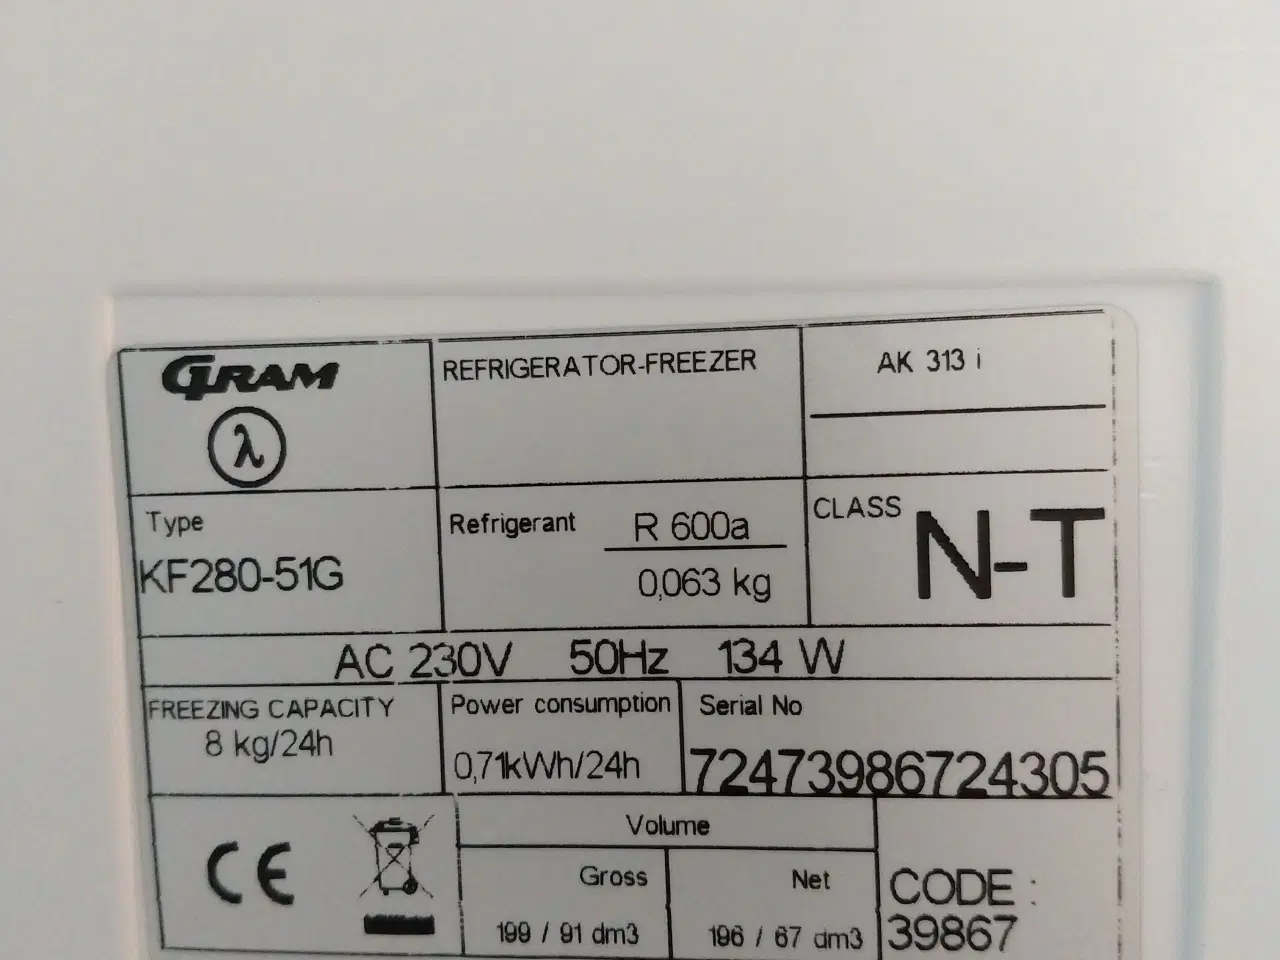 GRAM
λ
REFRIGERATOR-FREEZER
AK 313 i
Type
KF280-51G
Refrigerant R 600a
0,063 kg
CLASS N-T
AC 230V 50Hz 134 W
FREEZING CAPACITY
8 kg/24h
Power consumption
0,71kWh/24h
Serial No
72473986724305
CE
Volume
Gross
199 / 91 dm3
Net
196 / 67 dm3
CODE :
39867